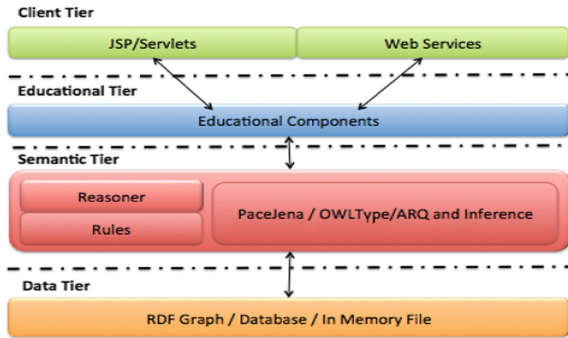 Client Tier
JSP/Servlets
Web Services
Educational Tier
Educational Components
Semantic Tier
Reasoner
Rules
PaceJena / OWLType/ARQ and Inference
Data Tier
RDF Graph / Database / In Memory File